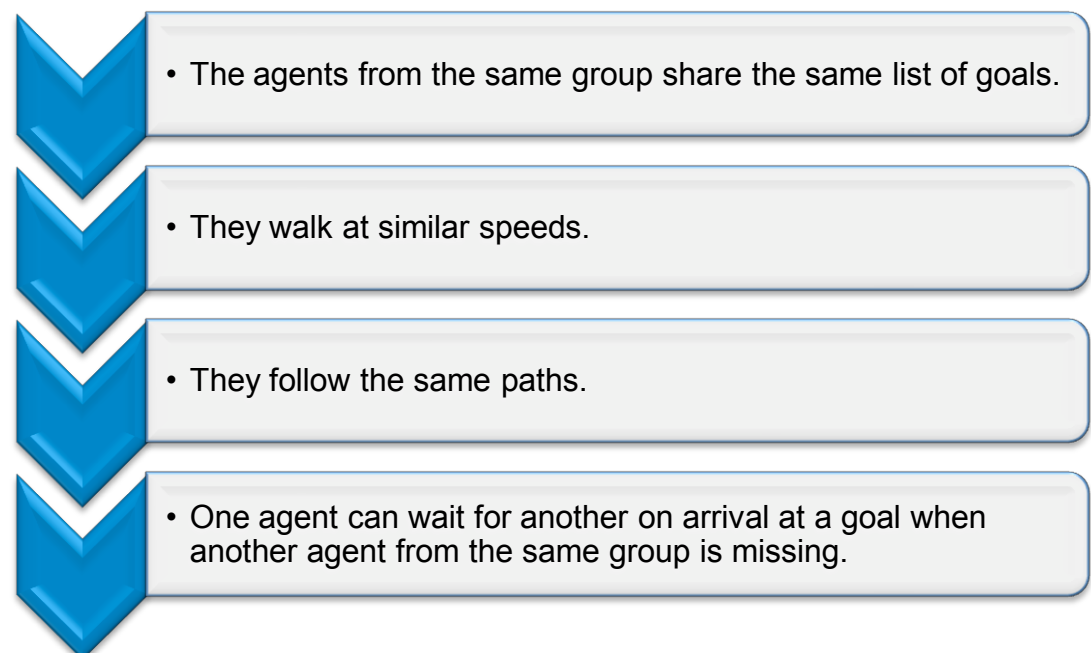 • The agents from the same group share the same list of goals.
• They walk at similar speeds.
• They follow the same paths.
• One agent can wait for another on arrival at a goal when
another agent from the same group is missing.